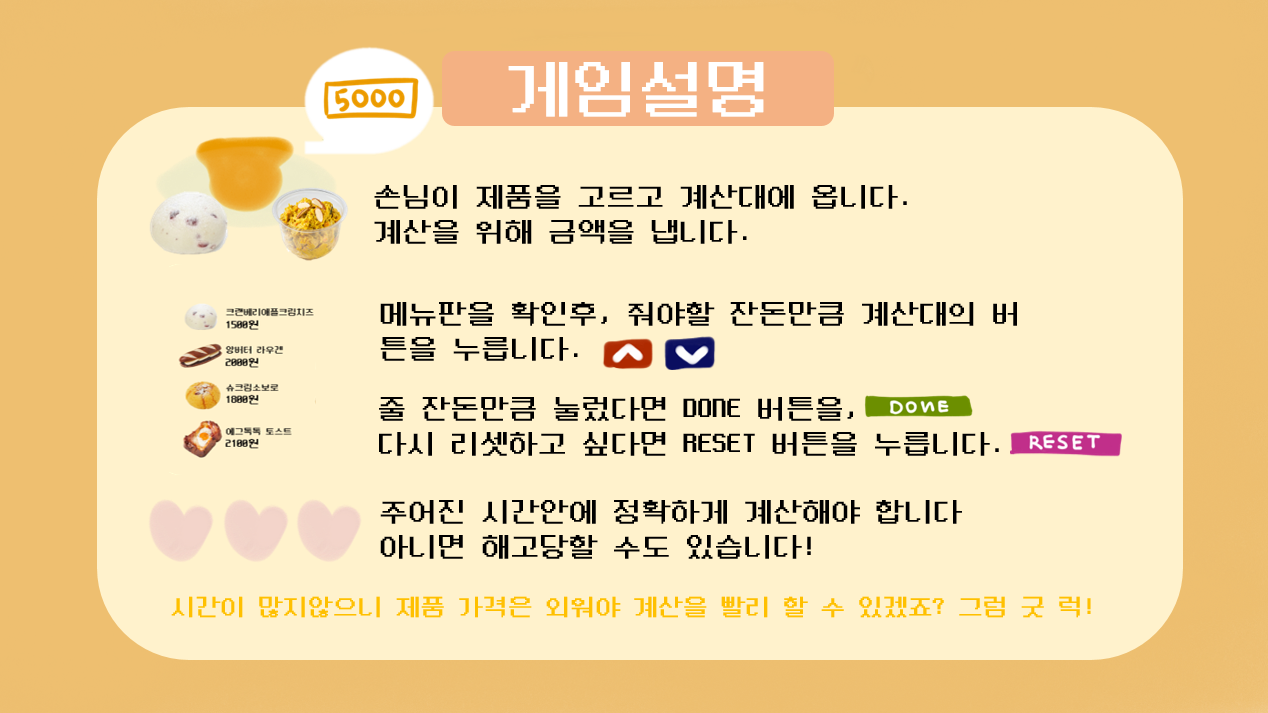 5000
게임설명
손님이 제품을 고르고 계산대에 옵니다.
계산을 위해 금액을 냅니다.
크랜베리에플크림치즈
1500원
앙버터 라우겐
2000원
슈크림소보로
1800원
에그톡톡 토스트
2100원
메뉴판을 확인후, 줘야할 잔돈만큼 계산대의 버
튼을 누릅니다.
줄 잔돈만큼 눌렀다면 DONE 버튼을,
DONE
다시 리셋하고 싶다면 RESET 버튼을 누릅니다.
RESET
주어진 시간안에 정확하게 계산해야 합니다
아니면 해고당할 수도 있습니다!
시간이 많지않으니 제품 가격은 외워야 계산을 빨리 할 수 있겠죠? 그럼 굿 럭!